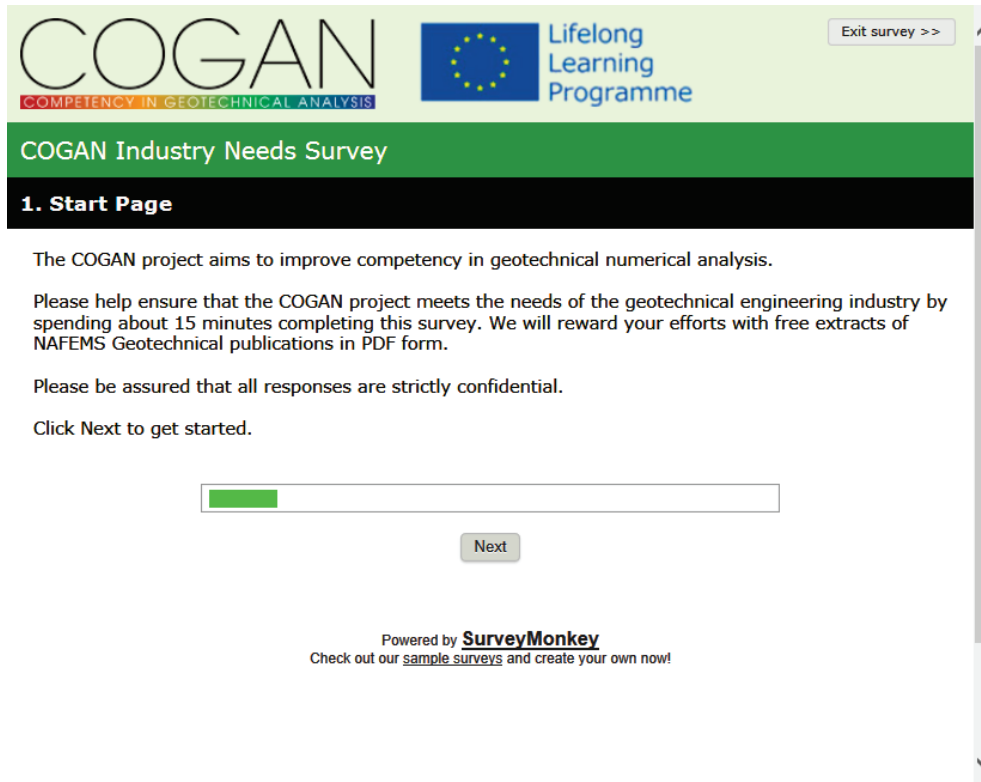 COGAN
COMPETENCY IN GEOTECHNICAL ANALYSIS
Lifelong
Learning
Programme
Exit survey >>
COGAN Industry Needs Survey
1. Start Page
The COGAN project aims to improve competency in geotechnical numerical analysis.
Please help ensure that the COGAN project meets the needs of the geotechnical engineering industry by
spending about 15 minutes completing this survey. We will reward your efforts with free extracts of
NAFEMS Geotechnical publications in PDF form.
Please be assured that all responses are strictly confidential.
Click Next to get started.
Next
Powered by SurveyMonkey
Check out our sample surveys and create your own now!